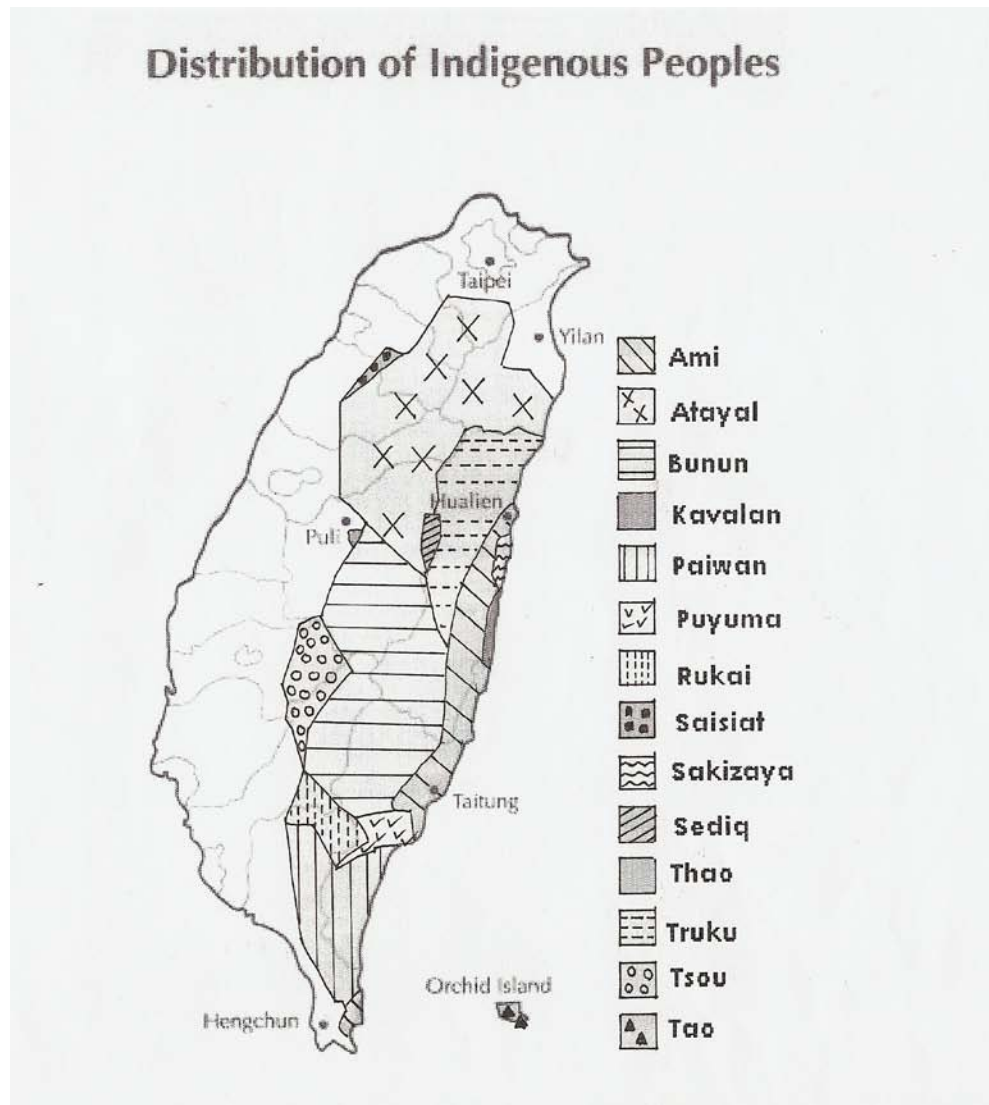 Distribution of Indigenous Peoples
Taipei
Yilan
Hualien
Puli
Taitung
Orchid Island
Hengchun
Ami
Atayal
Bunun
Kavalan
Paiwan
Puyuma
Rukai
Saisiat
Sakizaya
Sediq
Thao
Truku
Tsou
Tao